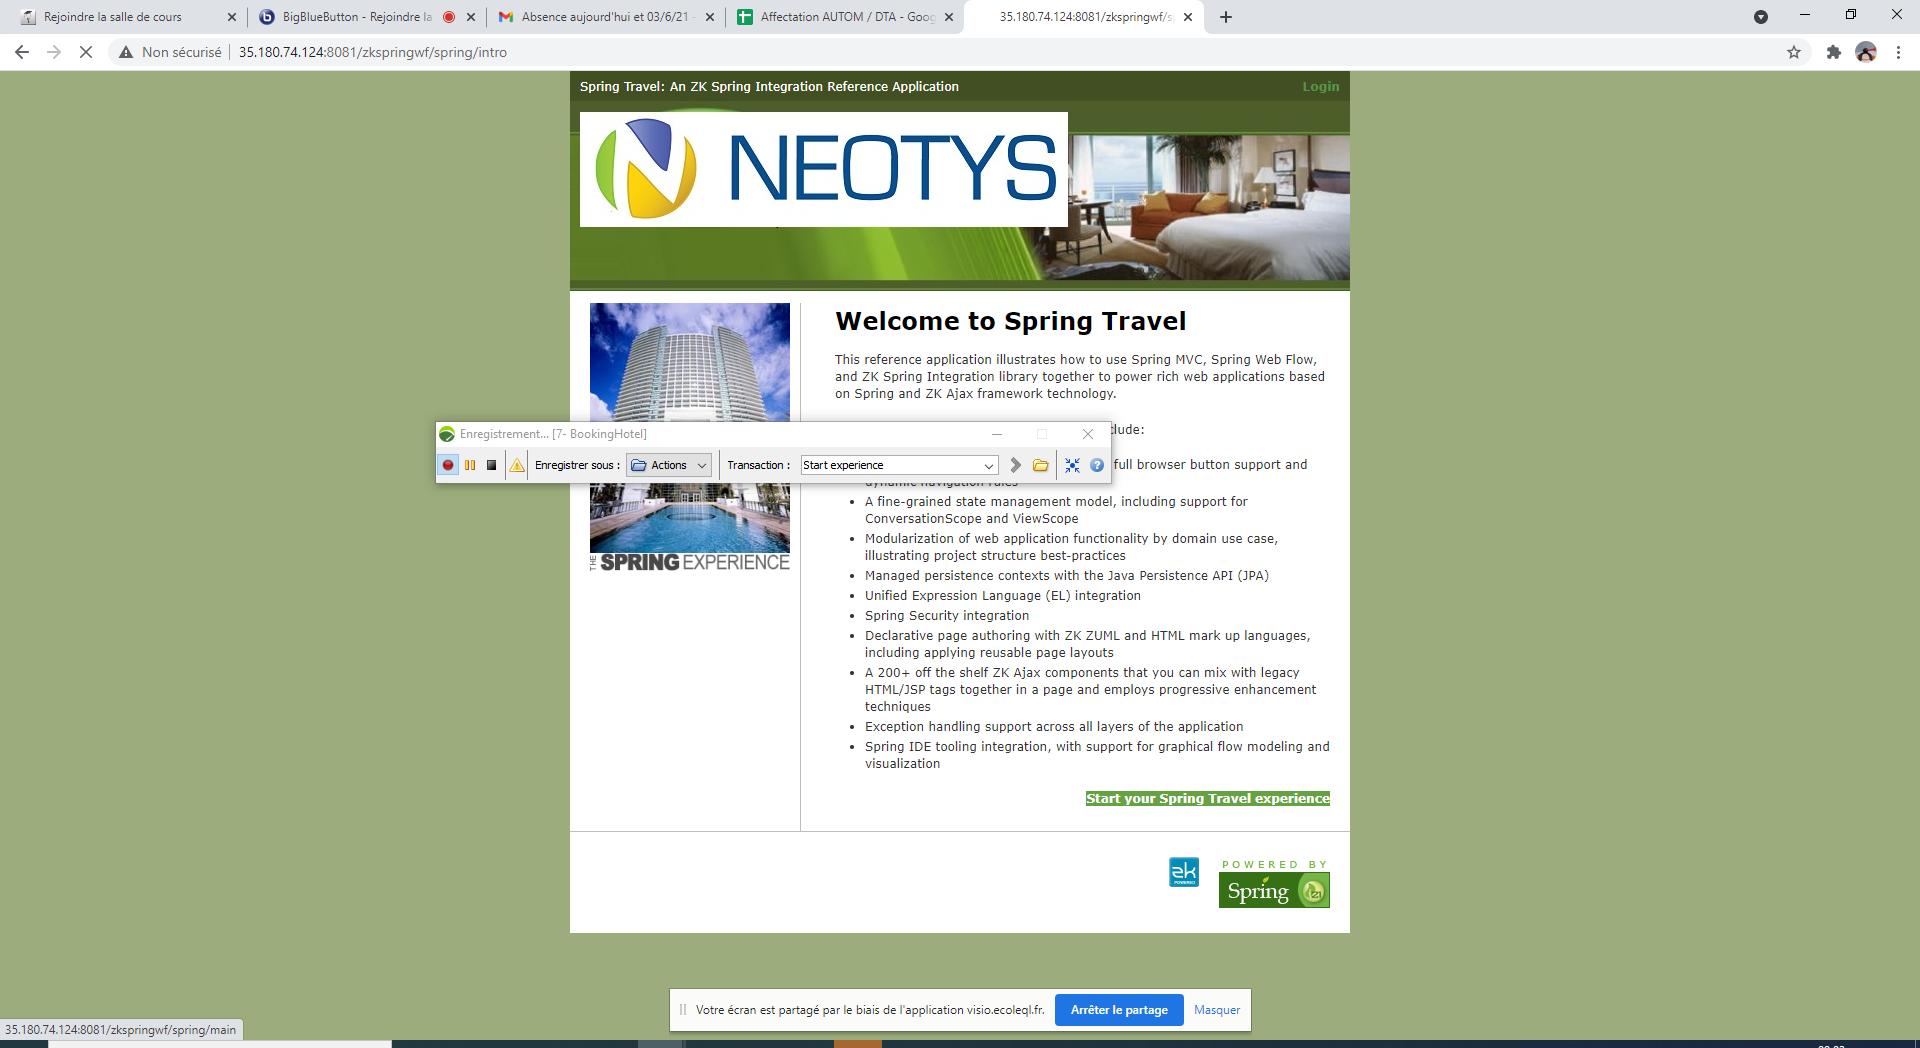 Rejoindre la salle de cours
BigBlueButton - Rejoindre la
Absence aujourd'hui et 03/6/21 -
Affectation AUTOM / DTA - Goog
35.180.74.124:8081/zkspringwf/s
Non sécurisé
35.180.74.124:8081/zkspringwf/spring/intro
Spring Travel: An ZK Spring Integration Reference Application
Login
NEOTYS
Welcome to Spring Travel
This reference application illustrates how to use Spring MVC, Spring Web Flow,
and ZK Spring Integration library together to power rich web applications based
on Spring and ZK Ajax framework technology.
clude:
Enregistrement... [7- BookingHotel]
Enregistrer sous :
Actions
Transaction :
Start experience
full browser button support and
dynamic navigation rules
• A fine-grained state management model, including support for
ConversationScope and ViewScope
• Modularization of web application functionality by domain use case,
illustrating project structure best-practices
• Managed persistence contexts with the Java Persistence API (JPA)
• Unified Expression Language (EL) integration
• Spring Security integration
• Declarative page authoring with ZK ZUML and HTML mark up languages,
including applying reusable page layouts
• A 200+ off the shelf ZK Ajax components that you can mix with legacy
HTML/JSP tags together in a page and employs progressive enhancement
techniques
• Exception handling support across all layers of the application
• Spring IDE tooling integration, with support for graphical flow modeling and
visualization
THE SPRING EXPERIENCE
Start your Spring Travel experience
zk
POWERED
POWERED BY
Spring
Votre écran est partagé par le biais de l'application visio.ecoleql.fr.
Arrêter le partage
Masquer
35.180.74.124:8081/zkspringwf/spring/main